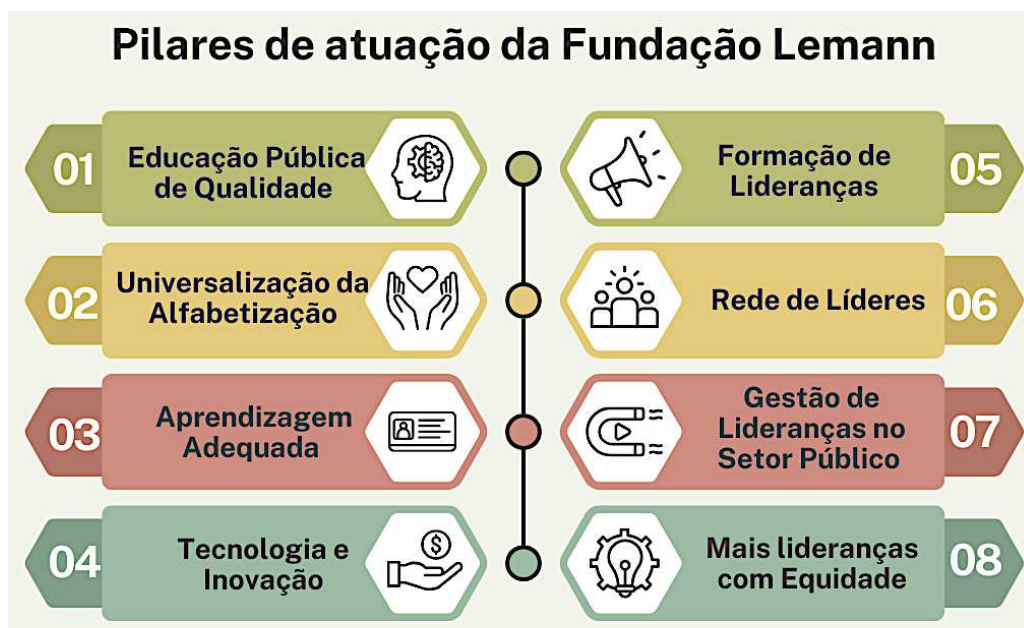 Pilares de atuação da Fundação Lemann
01
Educação Pública
de Qualidade
02
Universalização da
Alfabetização
03
Aprendizagem
Adequada
04
Tecnologia e
Inovação
$
Formação de
Lideranças
05
Rede de Líderes
06
Gestão de
Lideranças no
Setor Público
07
Mais lideranças
com Equidade
08